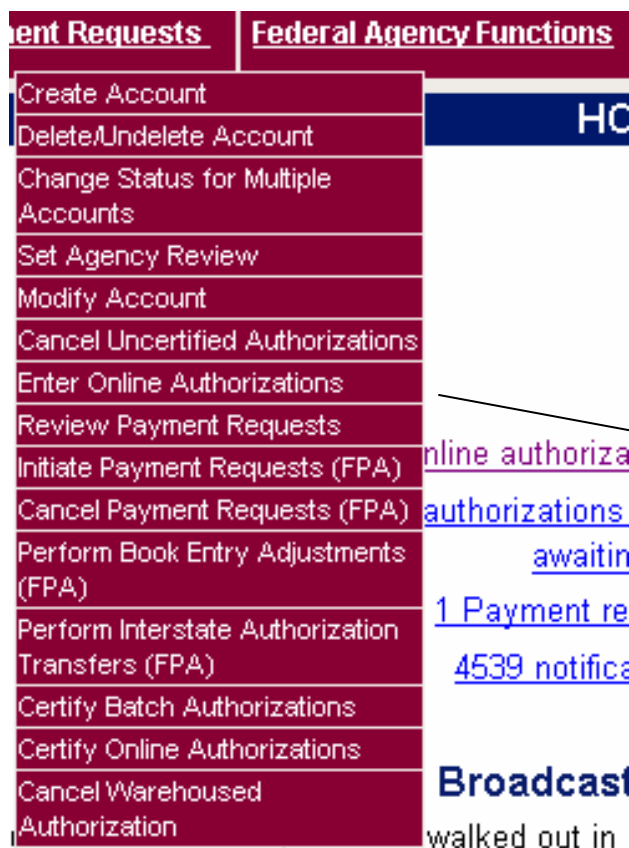 ent Requests Federal Agency Functions
Create Account
HO
Delete/Undelete Account
Change Status for Multiple
Accounts
Set Agency Review
Modify Account
Cancel Uncertified Authorizations
Enter Online Authorizations
Review Payment Requests
nline authoriza
Initiate Payment Requests (FPA)
Cancel Payment Requests (FPA) authorizations
Perform Book Entry Adjustments
(FPA)
awaitin
1 Payment re
Perform Interstate Authorization
Transfers (FPA)
4539 notifica
Certify Batch Authorizations
Certify Online Authorizations
Cancel Warehoused
Authorization
Broadcast
walked out in